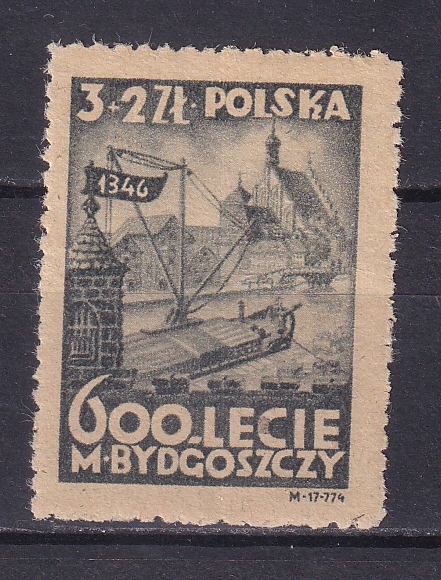 3+2 ZŁ· POLSKA
1346
600-LECIE
M·BYDGOSZCZY
M-17-774